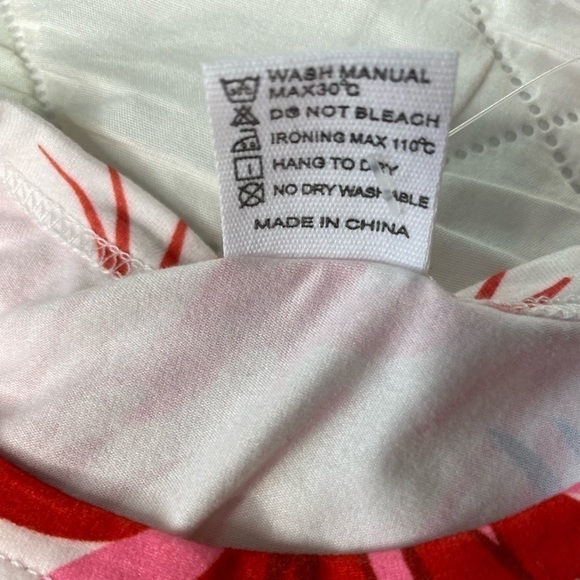 WASH MANUAL
MAX30°C
DO NOT BLEACH
IRONING MAX 110°C
HANG TO DRY
NO DRY WASHABLE
MADE IN CHINA